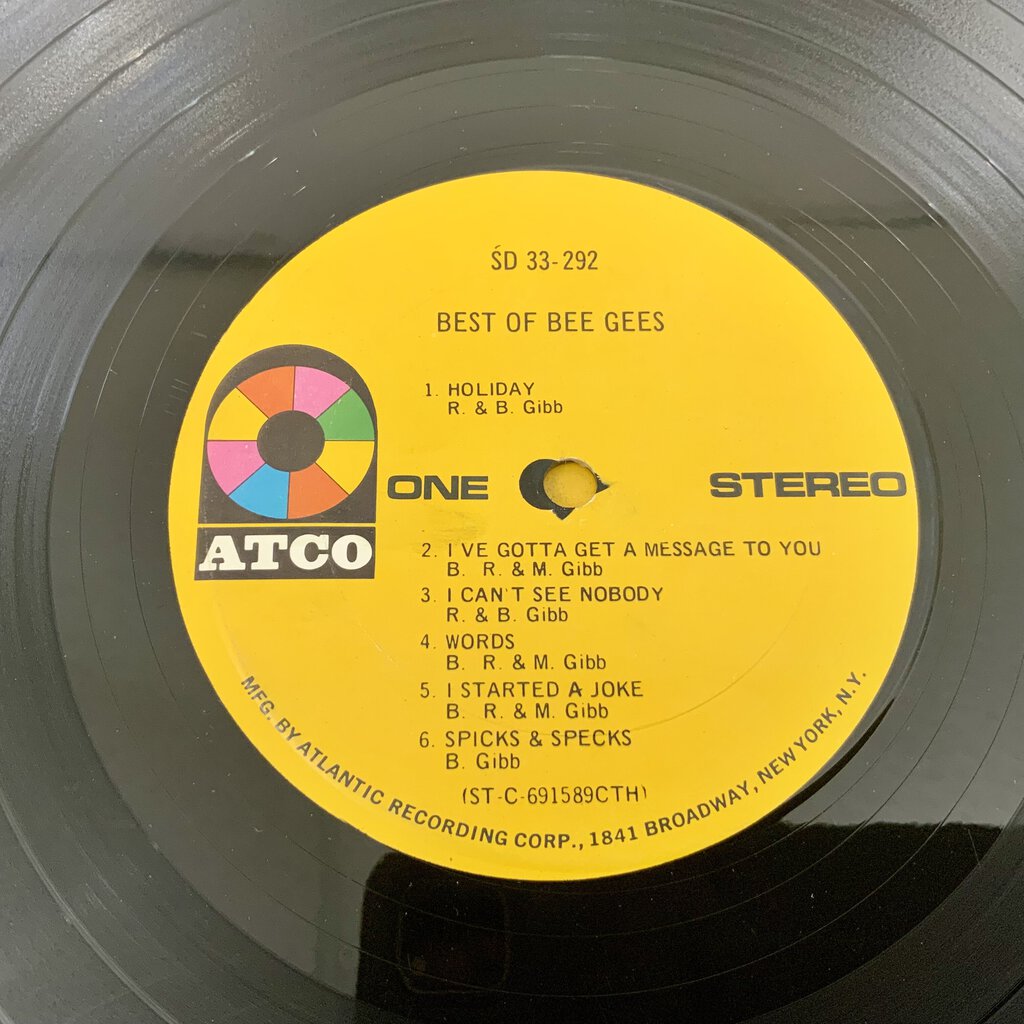 SD 33-292
BEST OF BEE GEES
1. HOLIDAY
R. & B. Gibb
ATCO
ONE
STEREO
2. I VE GOTTA GET A MESSAGE TO YOU
B. R. & M. Gibb
3. I CAN'T SEE NOBODY
R. & B. Gibb
4. WORDS
B. R. & M. Gibb
5. I STARTED A JOKE
B. R. & M. Gibb
6. SPICKS & SPECKS
B. Gibb
(ST-C-691589CTH)
MFG. BY ATLANTIC RECORDING CORP., 1841 BROADWAY, NEW YORK, N.Y.